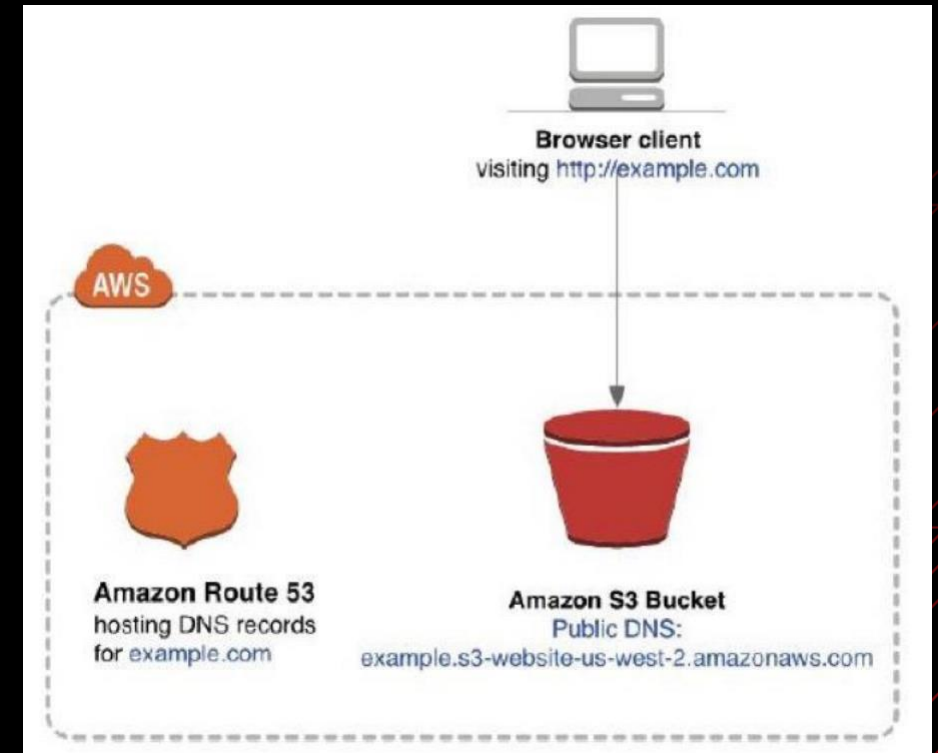 Browser client
visiting http://example.com
AWS
Amazon Route 53
hosting DNS records
for example.com
Amazon S3 Bucket
Public DNS:
example.s3-website-us-west-2.amazonaws.com